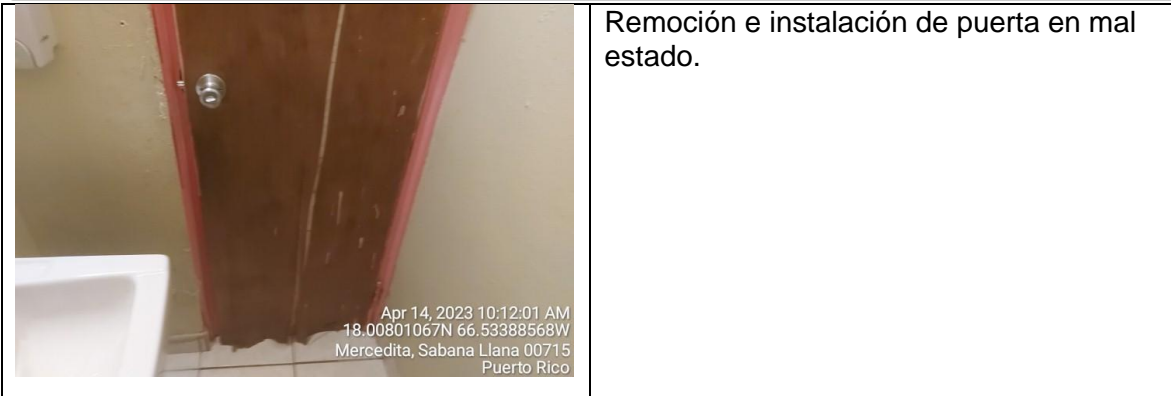 Remoción e instalación de puerta en mal
estado.
Apr 14, 2023 10:12:01 AM
18.00801067N 66.53388568W
Mercedita, Sabana Llana 00715
Puerto Rico